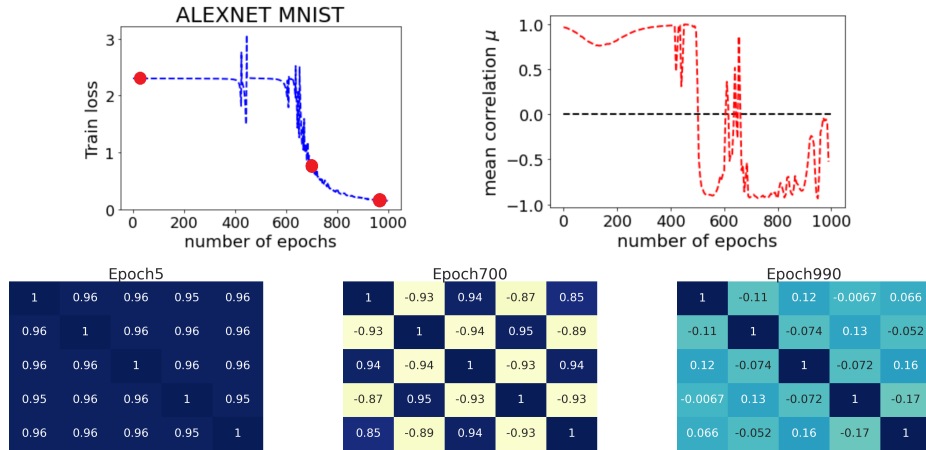 ALEXNET MNIST
3
2
1
0
Train loss
0 200 400 600 800 1000
number of epochs
1.0
0.5
0.0
−0.5
−1.0
mean correlation μ
0 200 400 600 800 1000
number of epochs
Epoch5
1 0.96 0.96 0.95 0.96
0.96 1 0.96 0.96 0.96
0.96 0.96 1 0.96 0.96
0.95 0.96 0.96 1 0.95
0.96 0.96 0.96 0.95 1
Epoch700
1 -0.93 0.94 -0.87 0.85
-0.93 1 -0.94 0.95 -0.89
0.94 -0.94 1 -0.93 0.94
-0.87 0.95 -0.93 1 -0.93
0.85 -0.89 0.94 -0.93 1
Epoch990
1 -0.11 0.12 -0.0067 0.066
-0.11 1 -0.074 0.13 -0.052
0.12 -0.074 1 -0.072 0.16
-0.0067 0.13 -0.072 1 -0.17
0.066 -0.052 0.16 -0.17 1